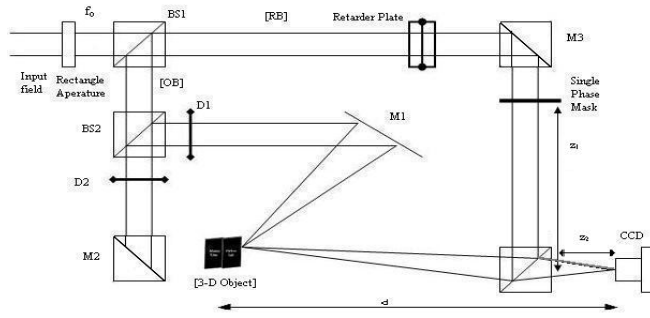 f₀
BS1
[RB]
Retarder Plate
M3
Input
field
Rectangle
Aperature
[OB]
D1
M1
Single
Phase
Mask
BS2
z₁
D2
z₂
CCD
M2
[3-D Object]
d